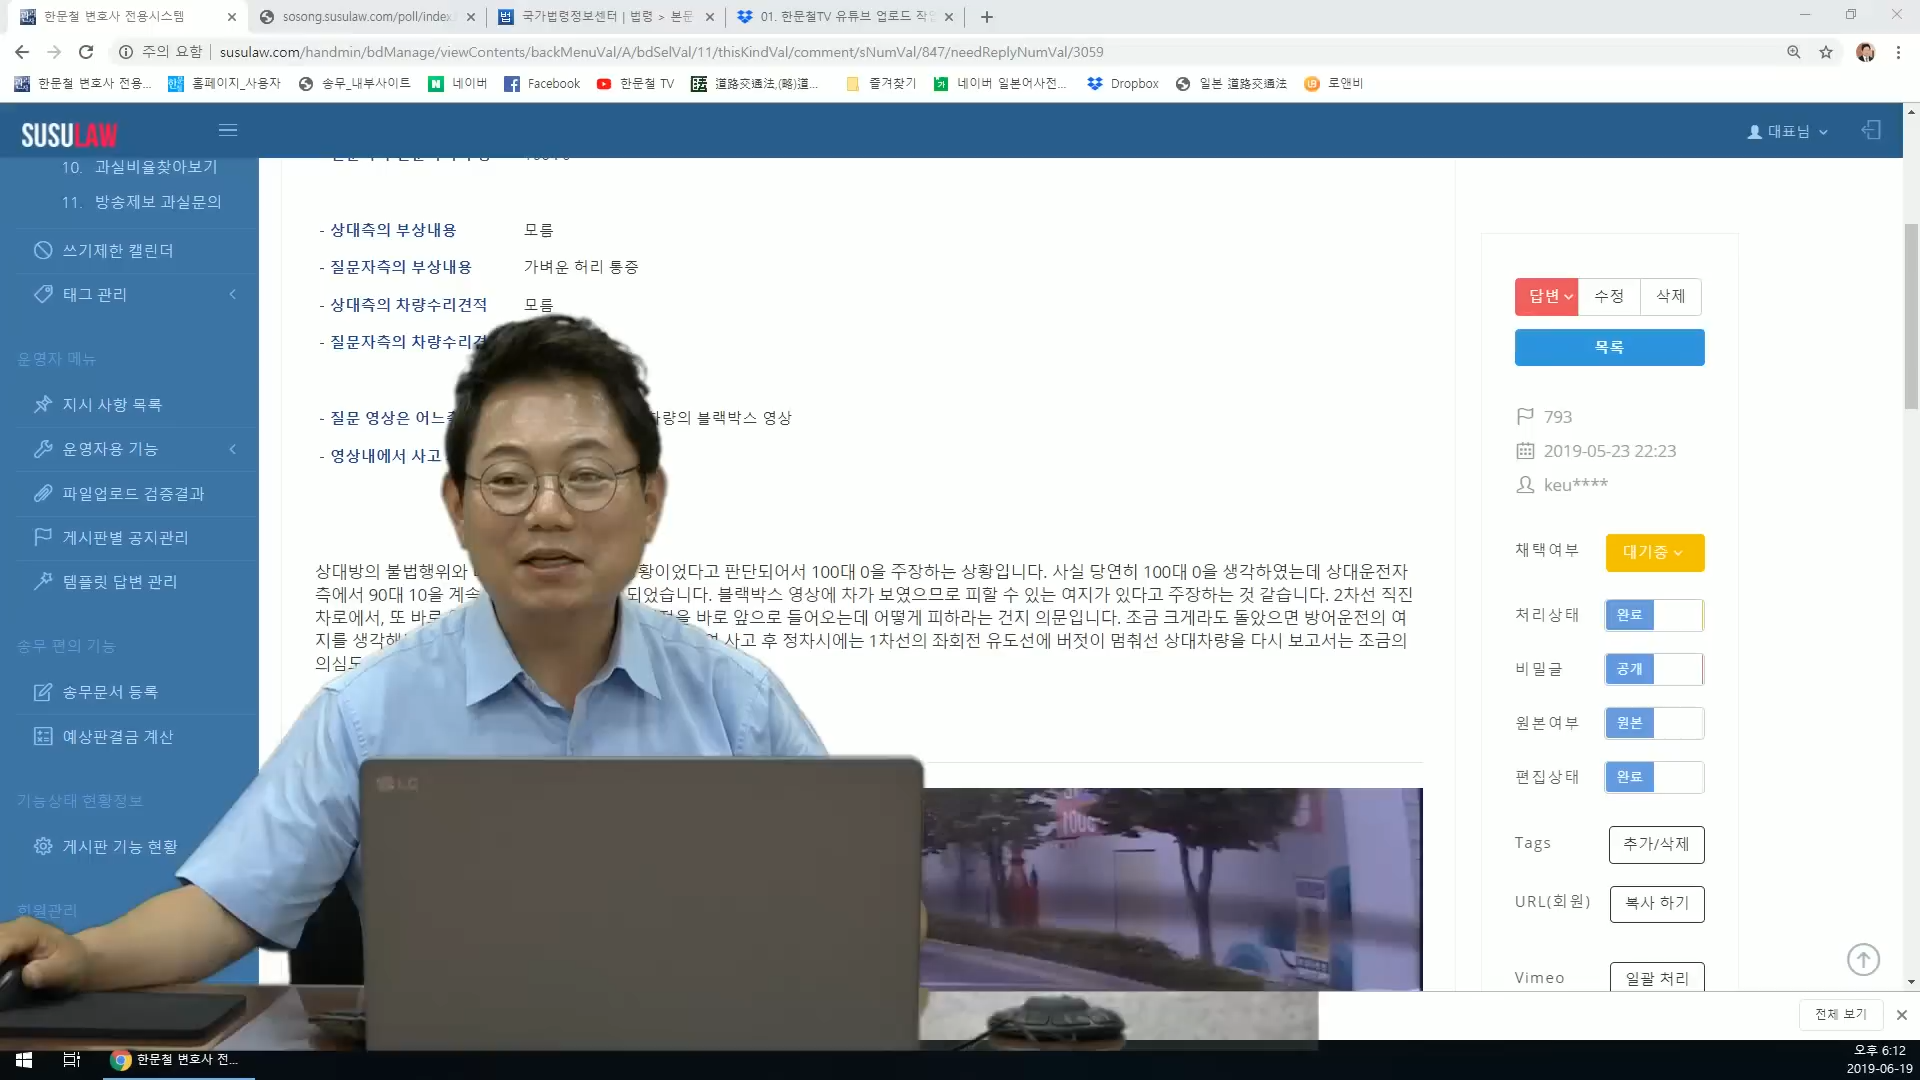 한문철 변호사 전용시스템
sosong.susulaw.com/poll/index
국가법령정보센터 | 법령 > 본문
01. 한문철TV 유튜브 업로드 작
주의 요함
susulaw.com/handmin/bdManage/viewContents/backMenuVal/A/bdSelVal/11/thisKindVal/comment/sNumVal/847/needReplyNumVal/3059
한문철 변호사 전용...
홈페이지_사용자
송무_내부사이트
네이버
Facebook
한문철 TV
道路交通法,(略)道...
즐겨찾기
네이버 일본어사전...
Dropbox
일본 道路交通法
로앤비
SUSULAW
대표님
10. 과실비율찾아보기
11. 방송제보 과실문의
쓰기제한 캘린더
태그 관리
운영자 메뉴
지시 사항 목록
운영자용 기능
파일업로드 검증결과
게시판별 공지관리
템플릿 답변 관리
송무 편의 기능
송무문서 등록
예상판결금 계산
기능상태 현황정보
게시판 기능 현황
회원관리
- 상대측의 부상내용 모름
- 질문자측의 부상내용 가벼운 허리 통증
- 상대측의 차량수리견적 모름
- 질문자측의 차량수리견
- 질문 영상은 어느 차량의 블랙박스 영상
- 영상내에서 사고
상대방의 불법행위와 황이었다고 판단되어서 100대 0을 주장하는 상황입니다. 사실 당연히 100대 0을 생각하였는데 상대운전자
측에서 90대 10을 계속 되었습니다. 블랙박스 영상에 차가 보였으므로 피할 수 있는 여지가 있다고 주장하는 것 같습니다. 2차선 직진
차로에서, 또 바로 을 바로 앞으로 들어오는데 어떻게 피하라는 건지 의문입니다. 조금 크게라도 돌았으면 방어운전의 여
지를 생각해 사고 후 정차시에는 1차선의 좌회전 유도선에 버젓이 멈춰선 상대차량을 다시 보고서는 조금의
의심도
답변
수정
삭제
목록
793
2019-05-23 22:23
keu****
채택여부 대기중
처리상태 완료
비밀글 공개
원본여부 원본
편집상태 완료
Tags 추가/삭제
URL(회원) 복사 하기
Vimeo 일괄 처리
LG
전체 보기
한문철 변호사 전...
오후 6:12
2019-06-19